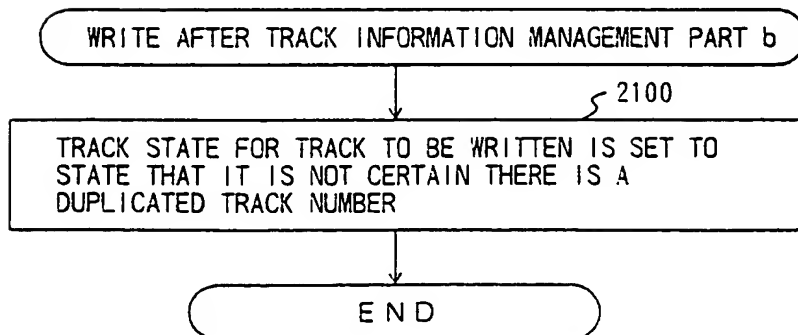 WRITE AFTER TRACK INFORMATION MANAGEMENT PART b
2100
TRACK STATE FOR TRACK TO BE WRITTEN IS SET TO
STATE THAT IT IS NOT CERTAIN THERE IS A
DUPLICATED TRACK NUMBER
END